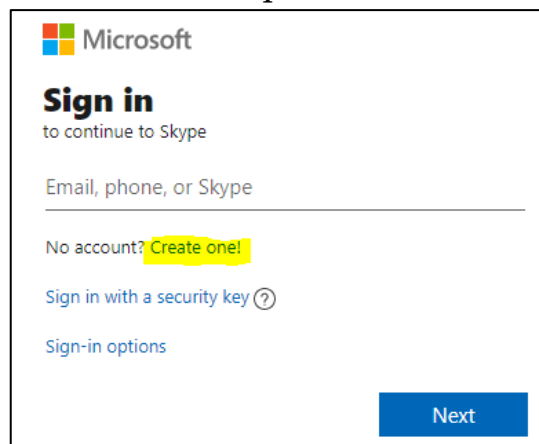 Microsoft
Sign in
to continue to Skype
Email, phone, or Skype
No account? Create one!
Sign in with a security key ?
Sign-in options
Next